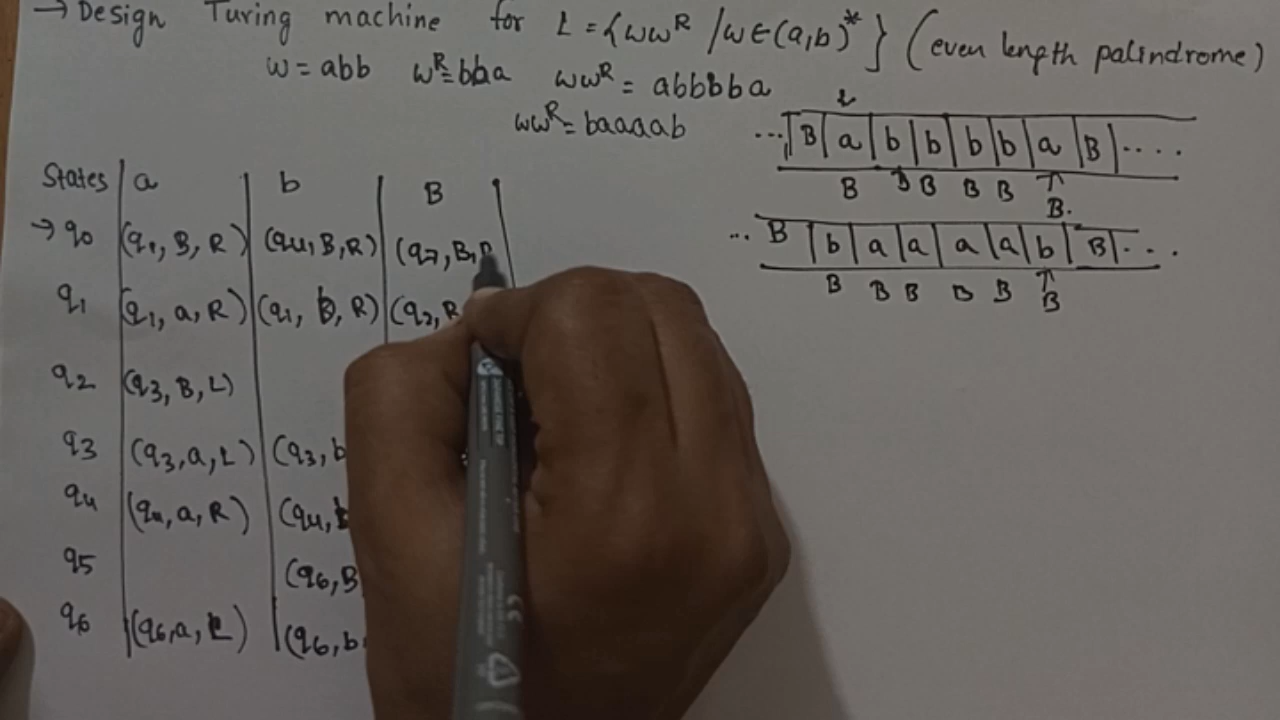 → Design Turing machine for L = {wwᴿ / w∈(a,b)*} (even length palindrome)
w = abb wᴿ= bba wwᴿ = abbbba
wwᴿ= baaaab
... B | a | b | b | b | b | a | B | ....
B B B B B B.
... B | b | a | a | a | a | b | B | ...
B B B B B B
States | a | b | B
→ q0 | (q1, B, R) | (q4, B, R) | (q7, B,
q1 | (q1, a, R) | (q1, b, R) | (q2, B
q2 | (q3, B, L)
q3 | (q3, a, L) | (q3, b
q4 | (q4, a, R) | (q4, b
q5 | (q6, B
q6 | (q6, a, L) | (q6, b